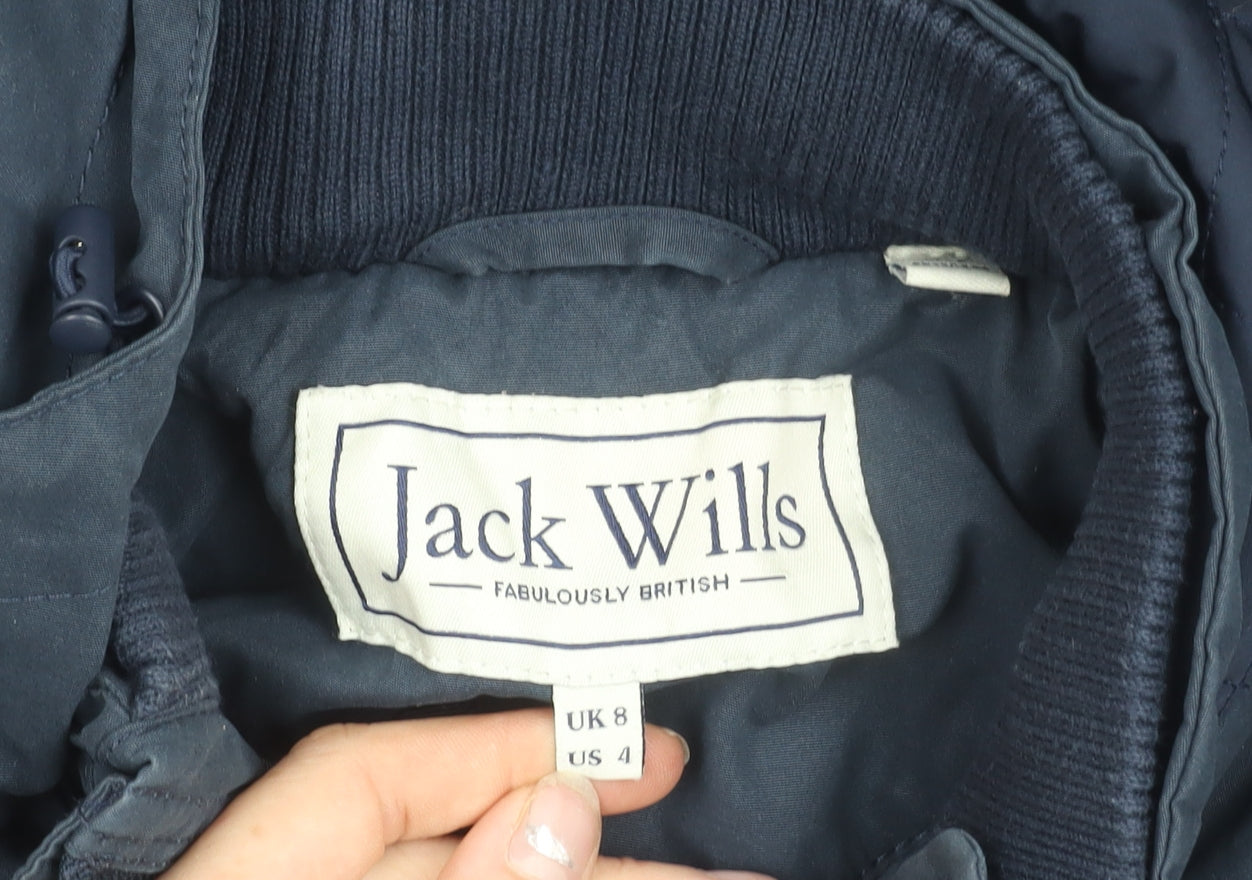 Jack Wills
FABULOUSLY BRITISH
UK 8
US 4